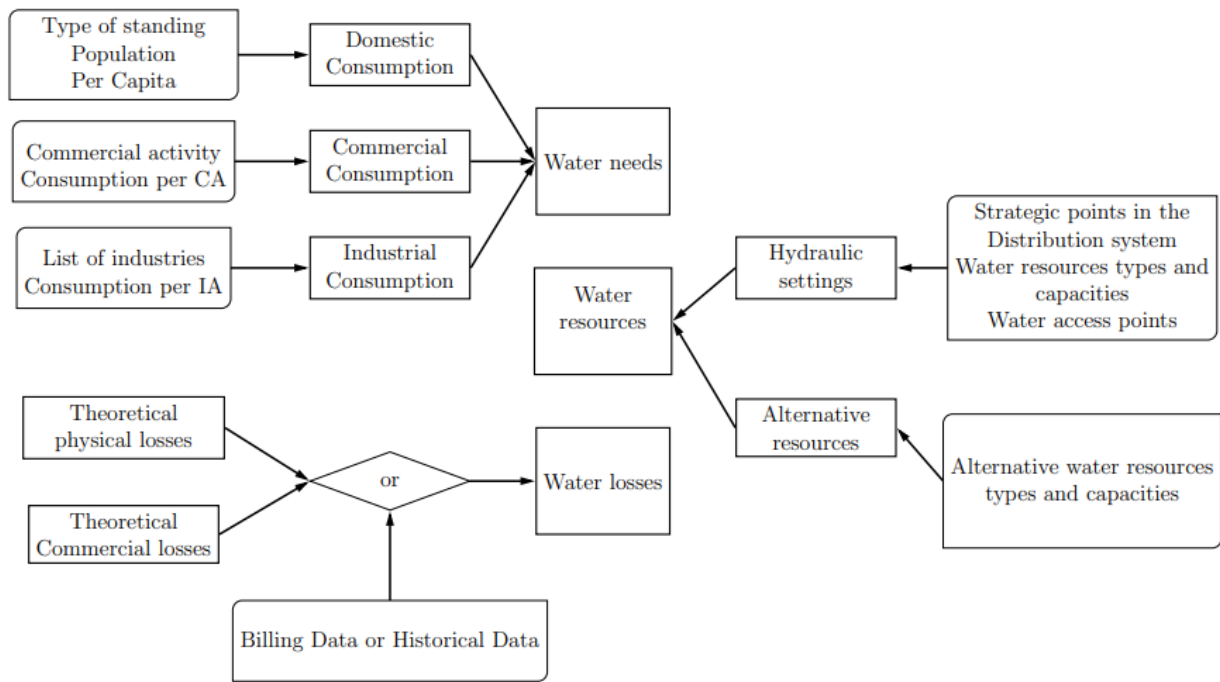 Type of standing
Population
Per Capita
Domestic
Consumption
Commercial activity
Consumption per CA
Commercial
Consumption
Water needs
List of industries
Consumption per IA
Industrial
Consumption
Water
resources
Hydraulic
settings
Strategic points in the
Distribution system
Water resources types and
capacities
Water access points
Theoretical
physical losses
Theoretical
Commercial losses
or
Water losses
Alternative
resources
Alternative water resources
types and capacities
Billing Data or Historical Data